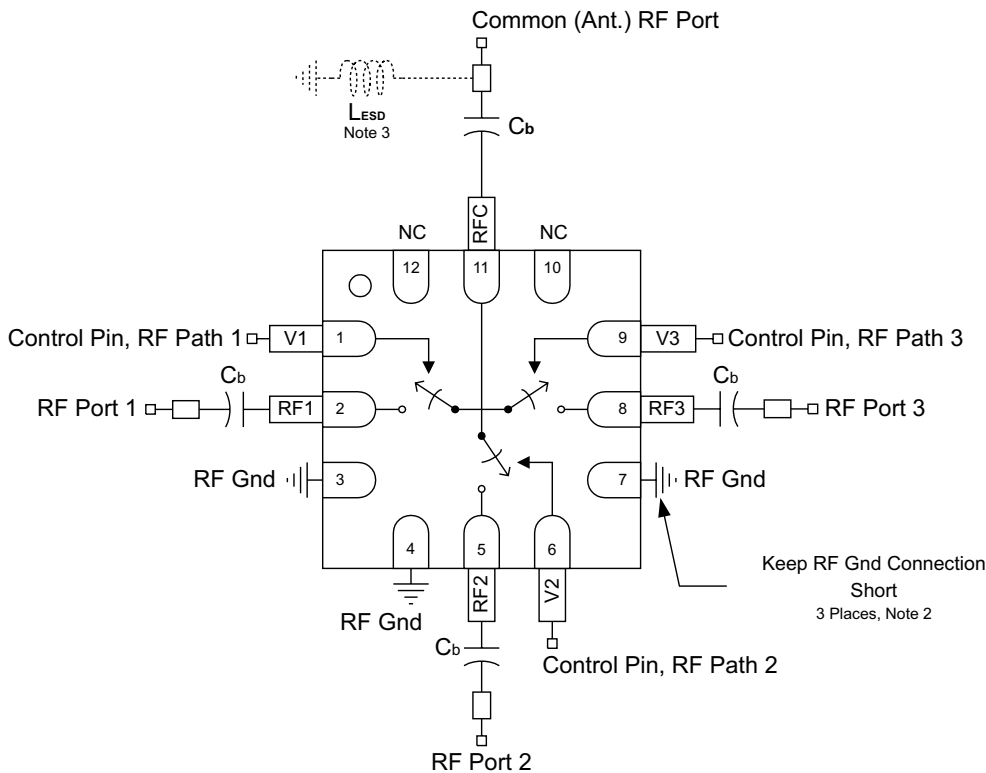 Common (Ant.) RF Port
LESD
Note 3
Cb
RFC
NC
NC
12
11
10
Control Pin, RF Path 1
V1
1
9
V3
Control Pin, RF Path 3
Cb
Cb
RF Port 1
RF1
2
8
RF3
RF Port 3
RF Gnd
3
7
RF Gnd
4
5
6
Keep RF Gnd Connection
Short
3 Places, Note 2
RF2
V2
RF Gnd
Cb
Control Pin, RF Path 2
RF Port 2